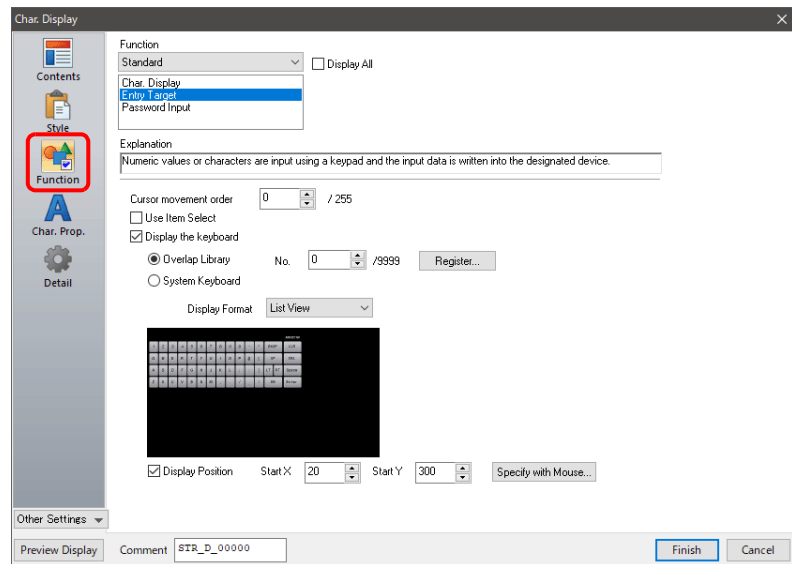 Char. Display
Contents
Style
Function
Char. Prop.
Detail
Other Settings
Function
Standard
Display All
Char. Display
Entry Target
Password Input
Explanation
Numeric values or characters are input using a keypad and the input data is written into the designated device.
Cursor movement order 0 / 255
Use Item Select
Display the keyboard
Overlap Library No. 0 /9999 Register...
System Keyboard
Display Format List View
Display Position Start X 20 Start Y 300 Specify with Mouse...
Preview Display Comment STR_D_00000 Finish Cancel